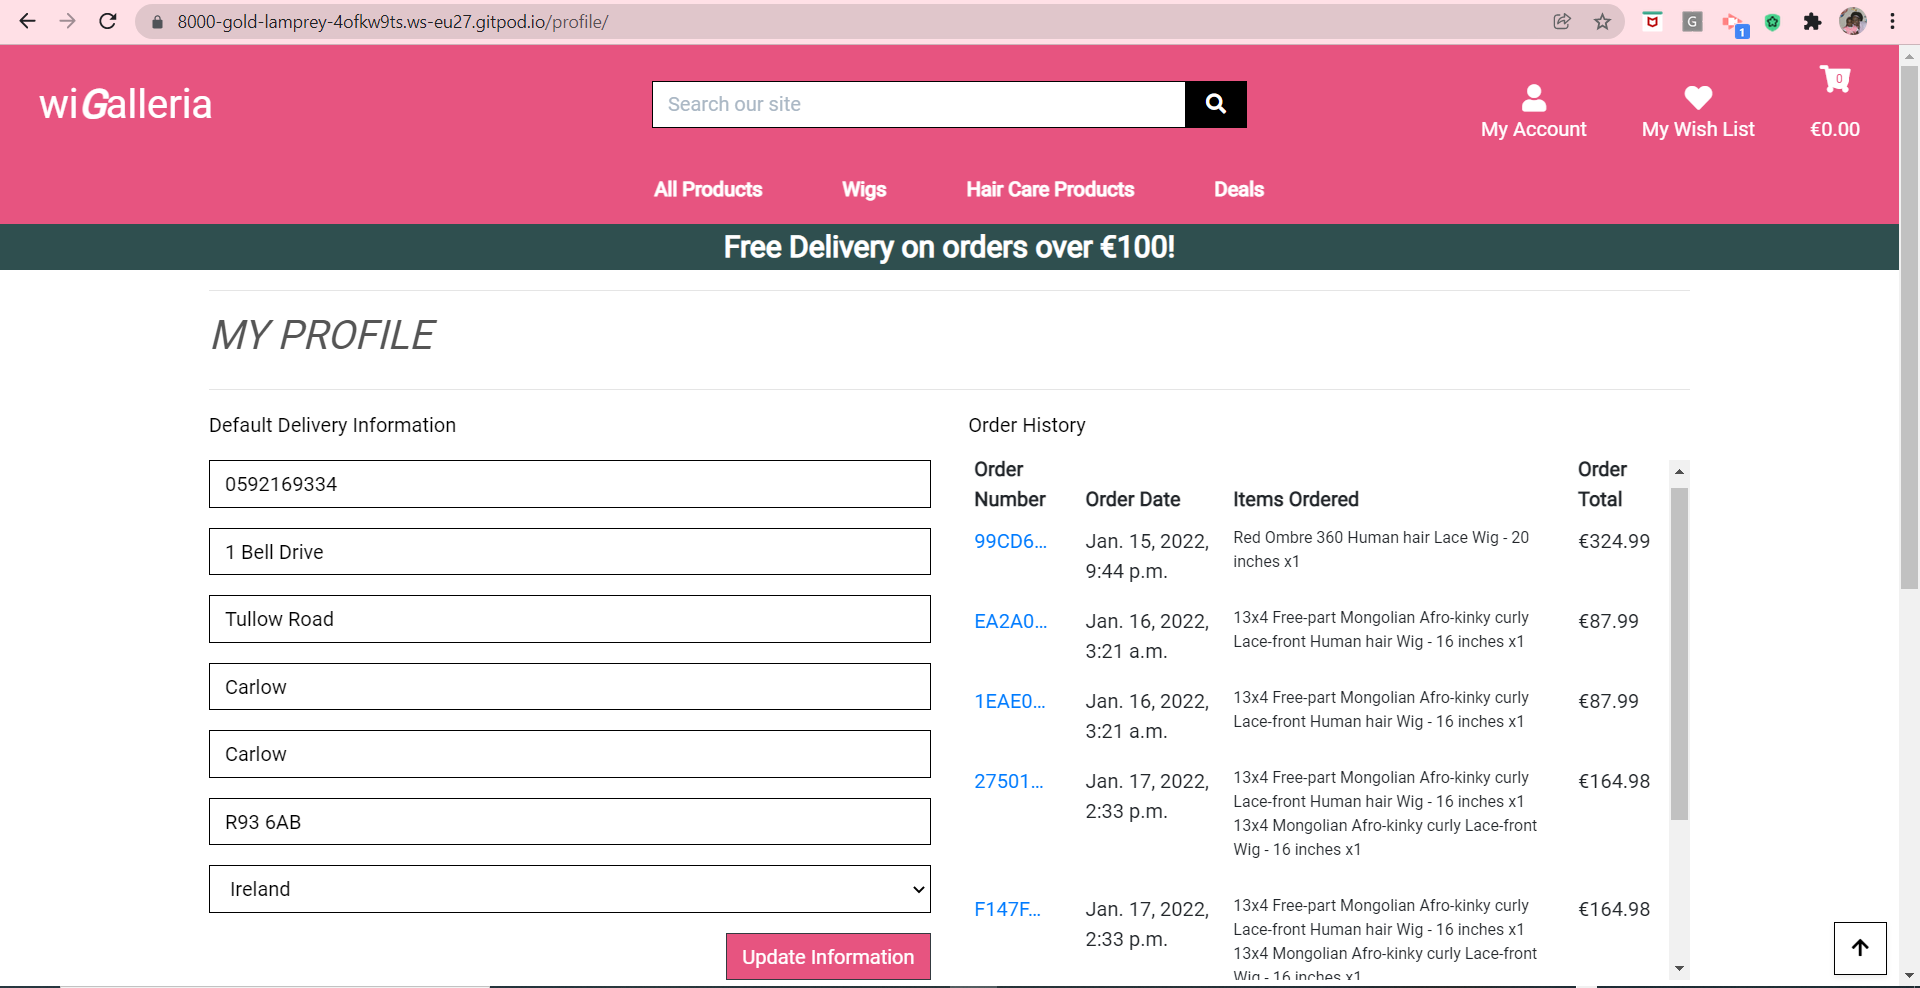 8000-gold-lamprey-4ofkw9ts.ws-eu27.gitpod.io/profile/
G
1
wiGalleria
Search our site
My Account
My Wish List
0
€0.00
All Products
Wigs
Hair Care Products
Deals
Free Delivery on orders over €100!
MY PROFILE
Default Delivery Information
0592169334
1 Bell Drive
Tullow Road
Carlow
Carlow
R93 6AB
Ireland
Update Information
Order History
Order Number Order Date Items Ordered Order Total
99CD6... Jan. 15, 2022, Red Ombre 360 Human hair Lace Wig - 20 €324.99
9:44 p.m. inches x1
EA2A0... Jan. 16, 2022, 13x4 Free-part Mongolian Afro-kinky curly €87.99
3:21 a.m. Lace-front Human hair Wig - 16 inches x1
1EAE0... Jan. 16, 2022, 13x4 Free-part Mongolian Afro-kinky curly €87.99
3:21 a.m. Lace-front Human hair Wig - 16 inches x1
27501... Jan. 17, 2022, 13x4 Free-part Mongolian Afro-kinky curly €164.98
2:33 p.m. Lace-front Human hair Wig - 16 inches x1
13x4 Mongolian Afro-kinky curly Lace-front
Wig - 16 inches x1
F147F... Jan. 17, 2022, 13x4 Free-part Mongolian Afro-kinky curly €164.98
2:33 p.m. Lace-front Human hair Wig - 16 inches x1
13x4 Mongolian Afro-kinky curly Lace-front
Wig - 16 inches x1